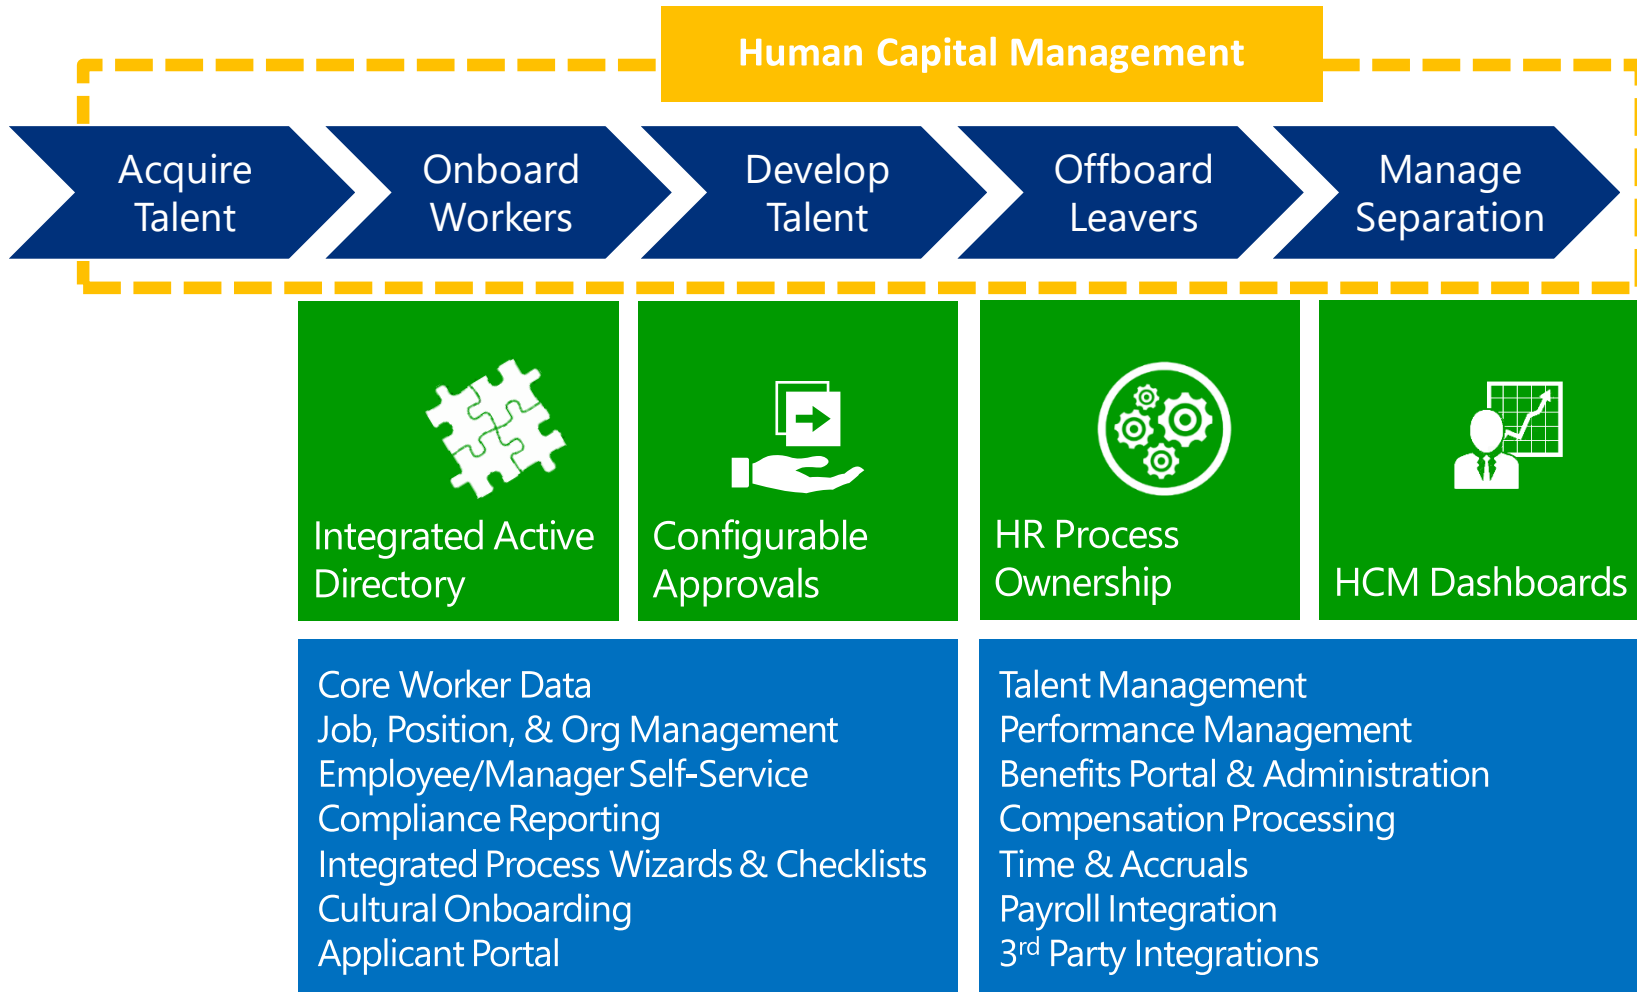 Human Capital Management
Acquire
Talent
Onboard
Workers
Develop
Talent
Offboard
Leavers
Manage
Separation
Integrated Active
Directory
Configurable
Approvals
HR Process
Ownership
HCM Dashboards
Core Worker Data
Job, Position, & Org Management
Employee/Manager Self-Service
Compliance Reporting
Integrated Process Wizards & Checklists
Cultural Onboarding
Applicant Portal
Talent Management
Performance Management
Benefits Portal & Administration
Compensation Processing
Time & Accruals
Payroll Integration
3rd Party Integrations